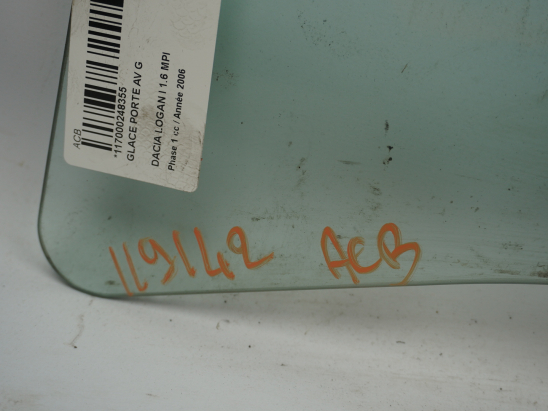 ACB
*117000248355*
GLACE PORTE AV G
DACIA LOGAN I 1.6 MPI
Phase 1 cc / Année 2006
119142 ACB